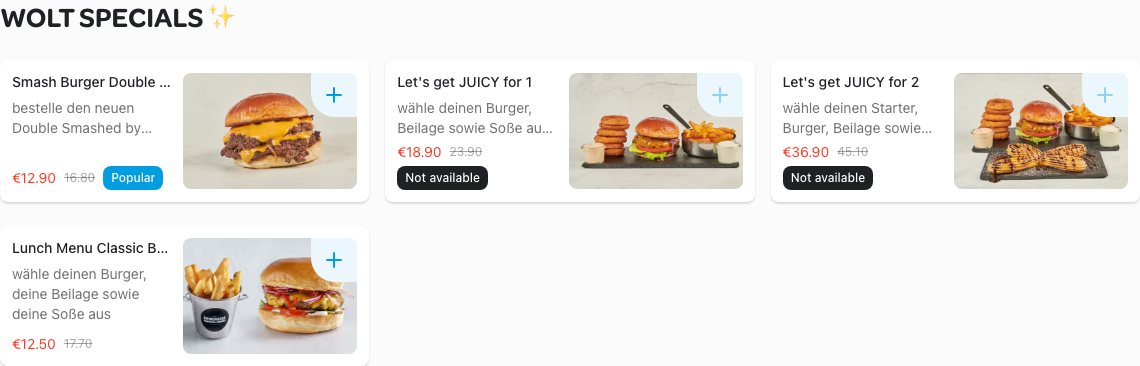 WOLT SPECIALS ✨
Smash Burger Double ...
bestelle den neuen
Double Smashed by...
€12.90 16.80 Popular
Let's get JUICY for 1
wähle deinen Burger,
Beilage sowie Soße au...
€18.90 23.90
Not available
Let's get JUICY for 2
wähle deinen Starter,
Burger, Beilage sowie...
€36.90 45.10
Not available
Lunch Menu Classic B...
wähle deinen Burger,
deine Beilage sowie
deine Soße aus
€12.50 17.70